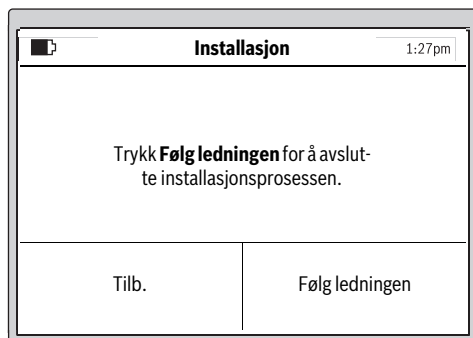 Installasjon 1:27pm
Trykk Følg ledningen for å avslut-
te installasjonsprosessen.
Tilb. Følg ledningen